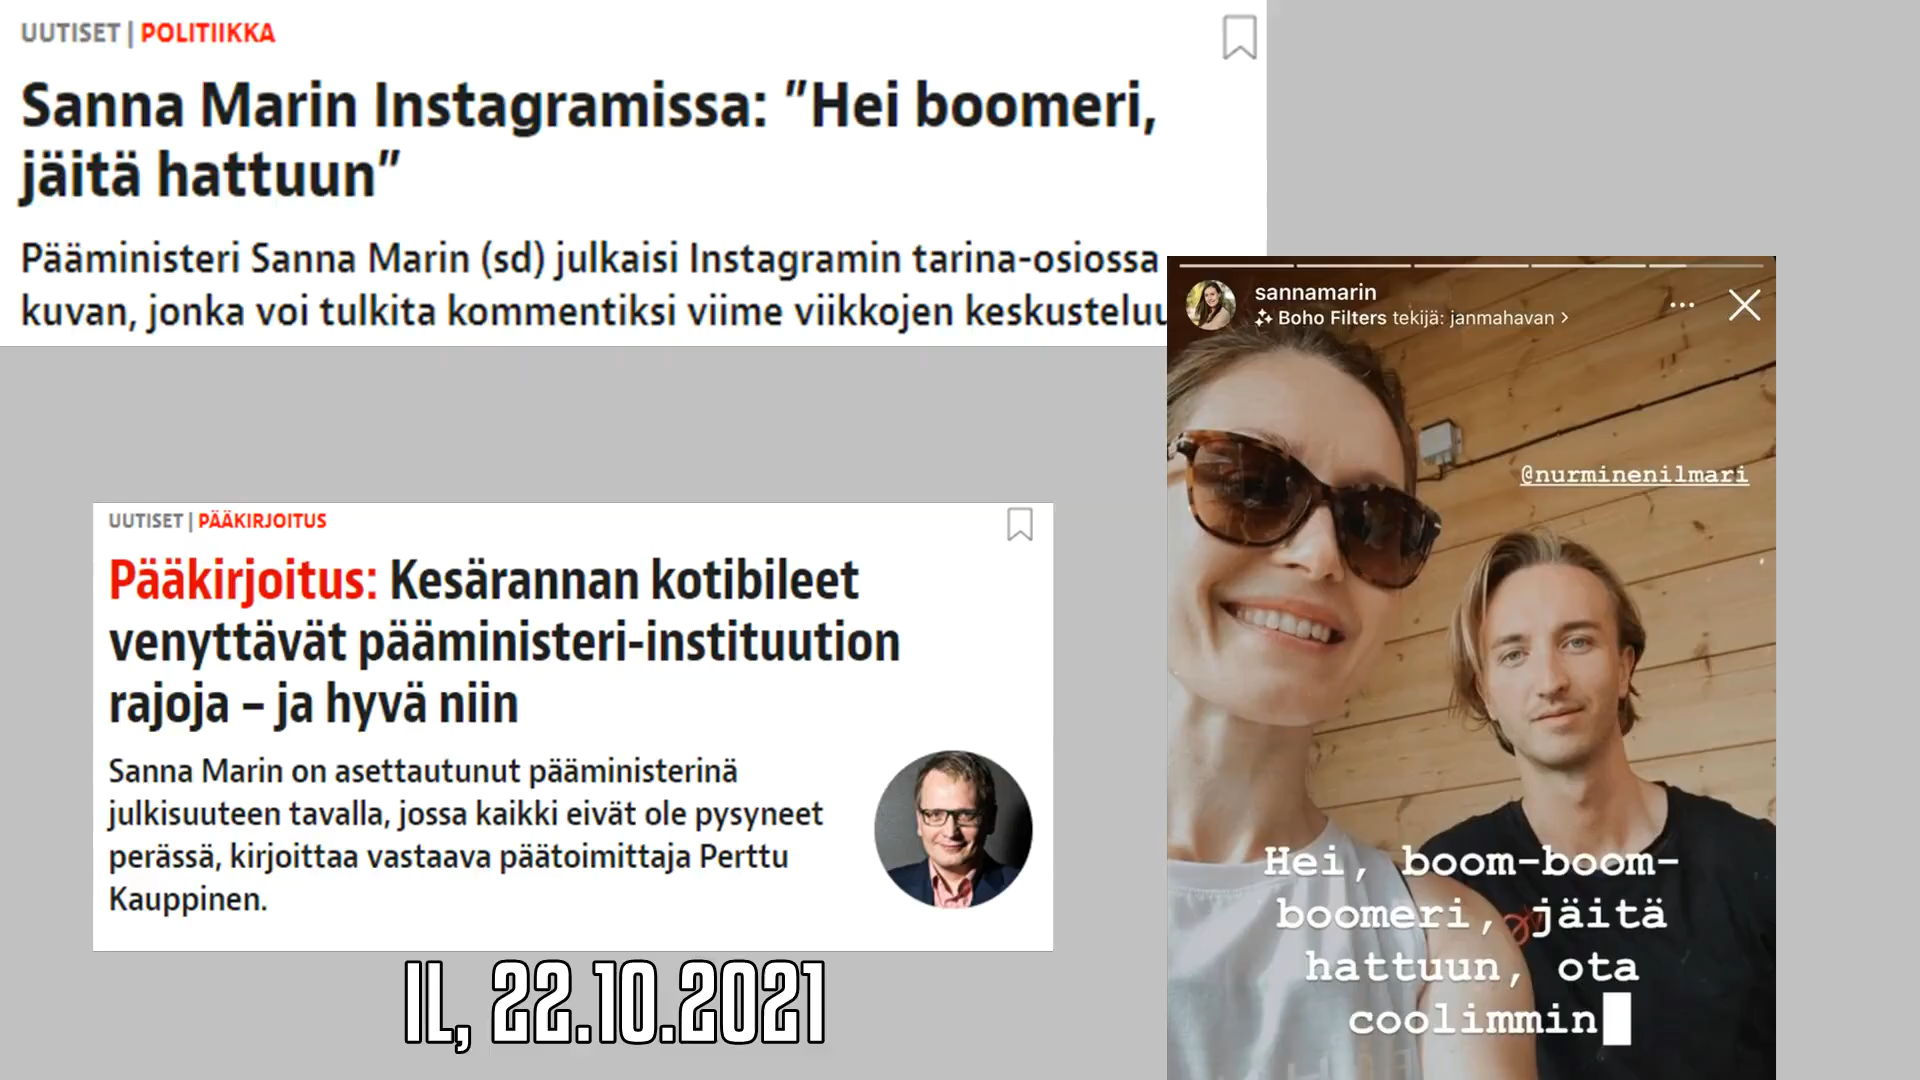 UUTISET | POLITIIKKA
Sanna Marin Instagramissa: ”Hei boomeri,
jäitä hattuun”
Pääministeri Sanna Marin (sd) julkaisi Instagramin tarina-osiossa
kuvan, jonka voi tulkita kommentiksi viime viikkojen keskusteluu
UUTISET | PÄÄKIRJOITUS
Pääkirjoitus: Kesärannan kotibileet
venyttävät pääministeri-instituution
rajoja – ja hyvä niin
Sanna Marin on asettautunut pääministerinä
julkisuuteen tavalla, jossa kaikki eivät ole pysyneet
perässä, kirjoittaa vastaava päätoimittaja Perttu
Kauppinen.
IL, 22.10.2021
sannamarin
Boho Filters tekijä: janmahavan >
@nurminenilmari
Hei, boom-boom-
boomeri, jäitä
hattuun, ota
coolimmin